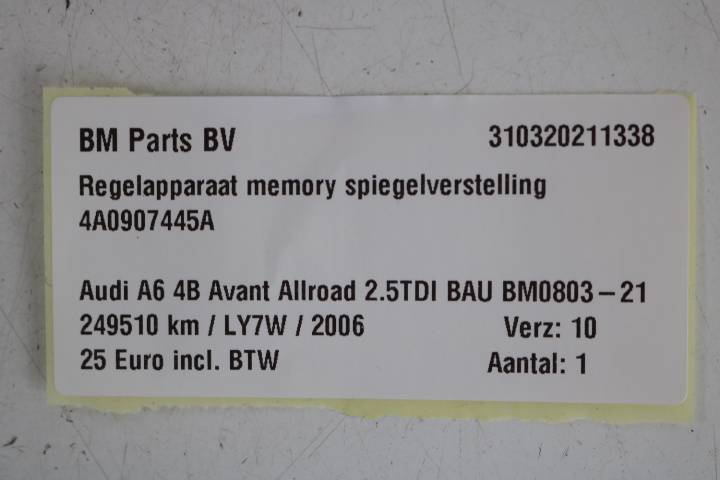 BM Parts BV 310320211338
Regelapparaat memory spiegelverstelling
4A0907445A
Audi A6 4B Avant Allroad 2.5TDI BAU BM0803-21
249510 km / LY7W / 2006 Verz: 10
25 Euro incl. BTW Aantal: 1